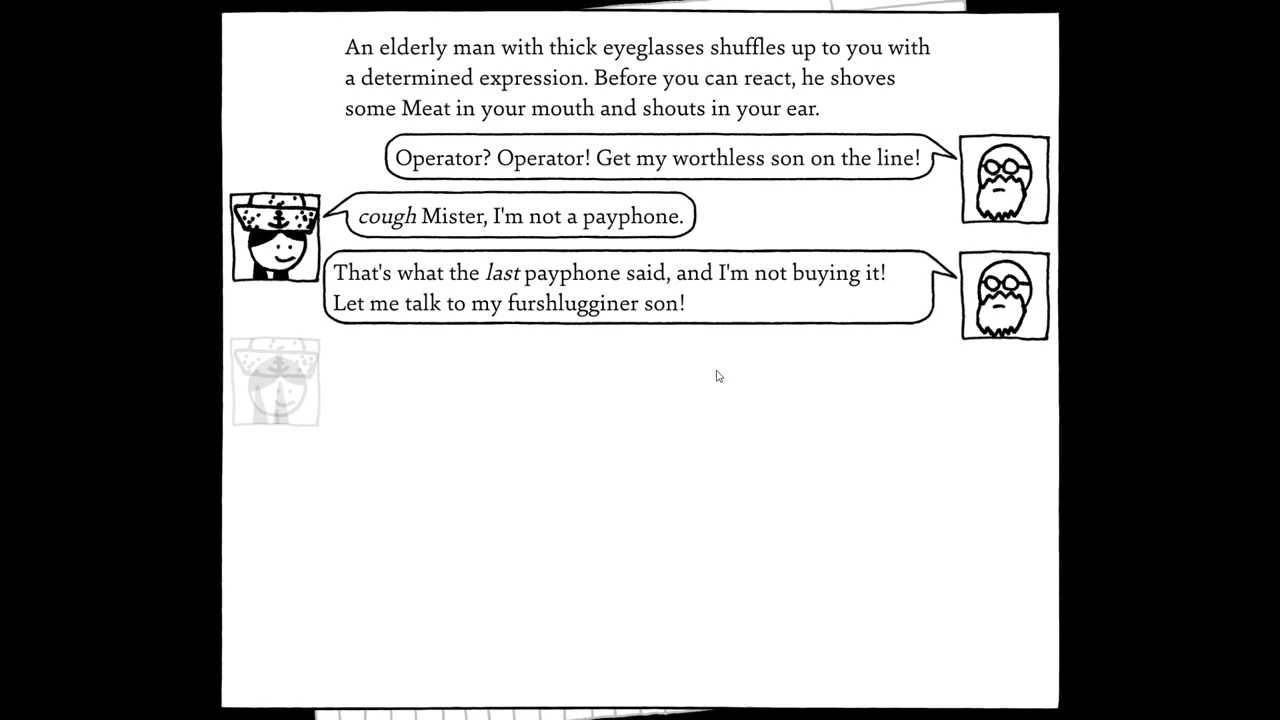 An elderly man with thick eyeglasses shuffles up to you with
a determined expression. Before you can react, he shoves
some Meat in your mouth and shouts in your ear.
Operator? Operator! Get my worthless son on the line!
cough Mister, I'm not a payphone.
That's what the last payphone said, and I'm not buying it!
Let me talk to my furshlugginer son!